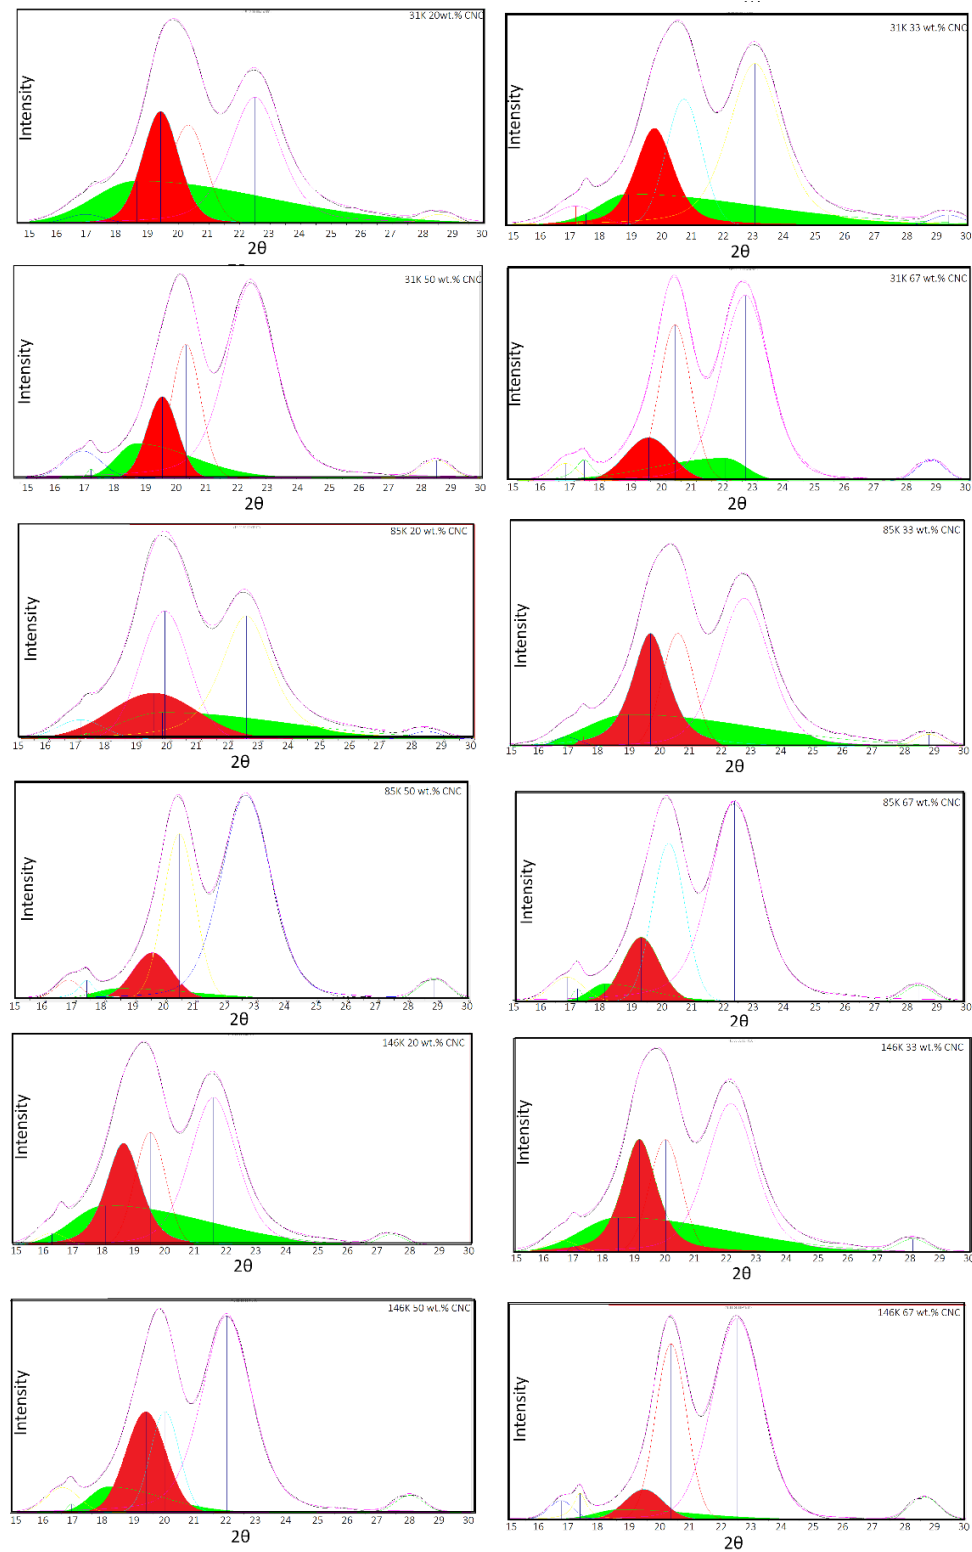 31K 20wt.% CNC
Intensity
15 16 17 18 19 20 21 22 23 24 25 26 27 28 29 30
2θ
31K 33 wt.% CNC
Intensity
15 16 17 18 19 20 21 22 23 24 25 26 27 28 29 30
2θ
31K 50 wt.% CNC
Intensity
15 16 17 18 19 20 21 22 23 24 25 26 27 28 29 30
2θ
31K 67 wt.% CNC
Intensity
15 16 17 18 19 20 21 22 23 24 25 26 27 28 29 30
2θ
85K 20 wt.% CNC
Intensity
15 16 17 18 19 20 21 22 23 24 25 26 27 28 29 30
2θ
85K 33 wt.% CNC
Intensity
15 16 17 18 19 20 21 22 23 24 25 26 27 28 29 30
2θ
85K 50 wt.% CNC
Intensity
15 16 17 18 19 20 21 22 23 24 25 26 27 28 29 30
2θ
85K 67 wt.% CNC
Intensity
15 16 17 18 19 20 21 22 23 24 25 26 27 28 29 30
2θ
146K 20 wt.% CNC
Intensity
15 16 17 18 19 20 21 22 23 24 25 26 27 28 29 30
2θ
146K 33 wt.% CNC
Intensity
15 16 17 18 19 20 21 22 23 24 25 26 27 28 29 30
2θ
146K 50 wt.% CNC
Intensity
15 16 17 18 19 20 21 22 23 24 25 26 27 28 29 30
2θ
146K 67 wt.% CNC
Intensity
15 16 17 18 19 20 21 22 23 24 25 26 27 28 29 30
2θ